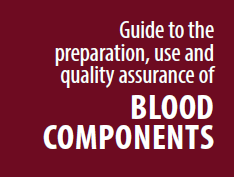 Guide to the
preparation, use and
quality assurance of
BLOOD
COMPONENTS